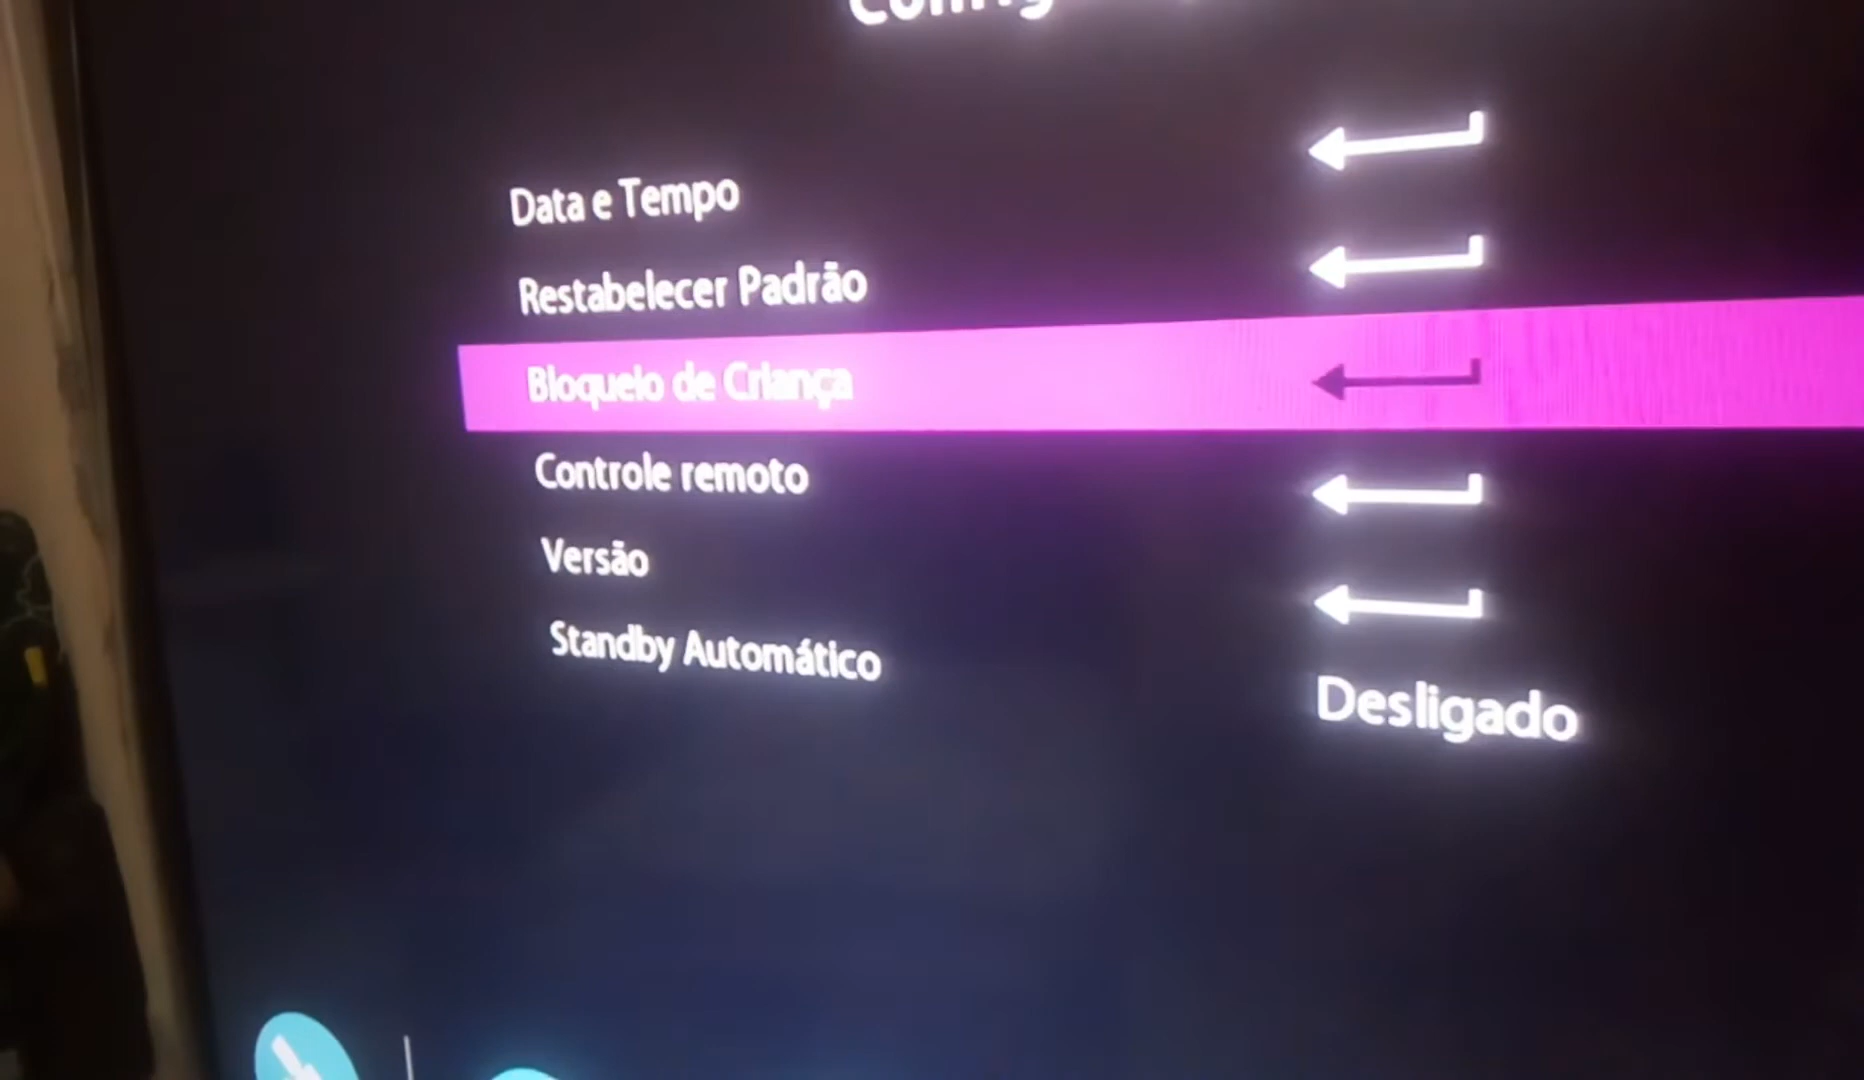 Data e Tempo
Restabelecer Padrão
Bloqueio de Criança
Controle remoto
Versão
Standby Automático
Desligado